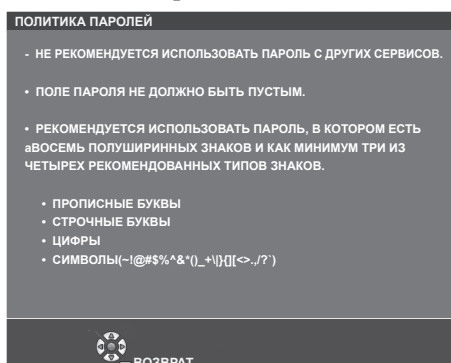 ПОЛИТИКА ПАРОЛЕЙ
- НЕ РЕКОМЕНДУЕТСЯ ИСПОЛЬЗОВАТЬ ПАРОЛЬ С ДРУГИХ СЕРВИСОВ.
• ПОЛЕ ПАРОЛЯ НЕ ДОЛЖНО БЫТЬ ПУСТЫМ.
• РЕКОМЕНДУЕТСЯ ИСПОЛЬЗОВАТЬ ПАРОЛЬ, В КОТОРОМ ЕСТЬ
аВОСЕМЬ ПОЛУШИРИННЫХ ЗНАКОВ И КАК МИНИМУМ ТРИ ИЗ
ЧЕТЫРЕХ РЕКОМЕНДОВАННЫХ ТИПОВ ЗНАКОВ.
• ПРОПИСНЫЕ БУКВЫ
• СТРОЧНЫЕ БУКВЫ
• ЦИФРЫ
• СИМВОЛЫ(~!@#$%^&*()_+\|}{][<>.,/?`)
ВОЗВРАТ